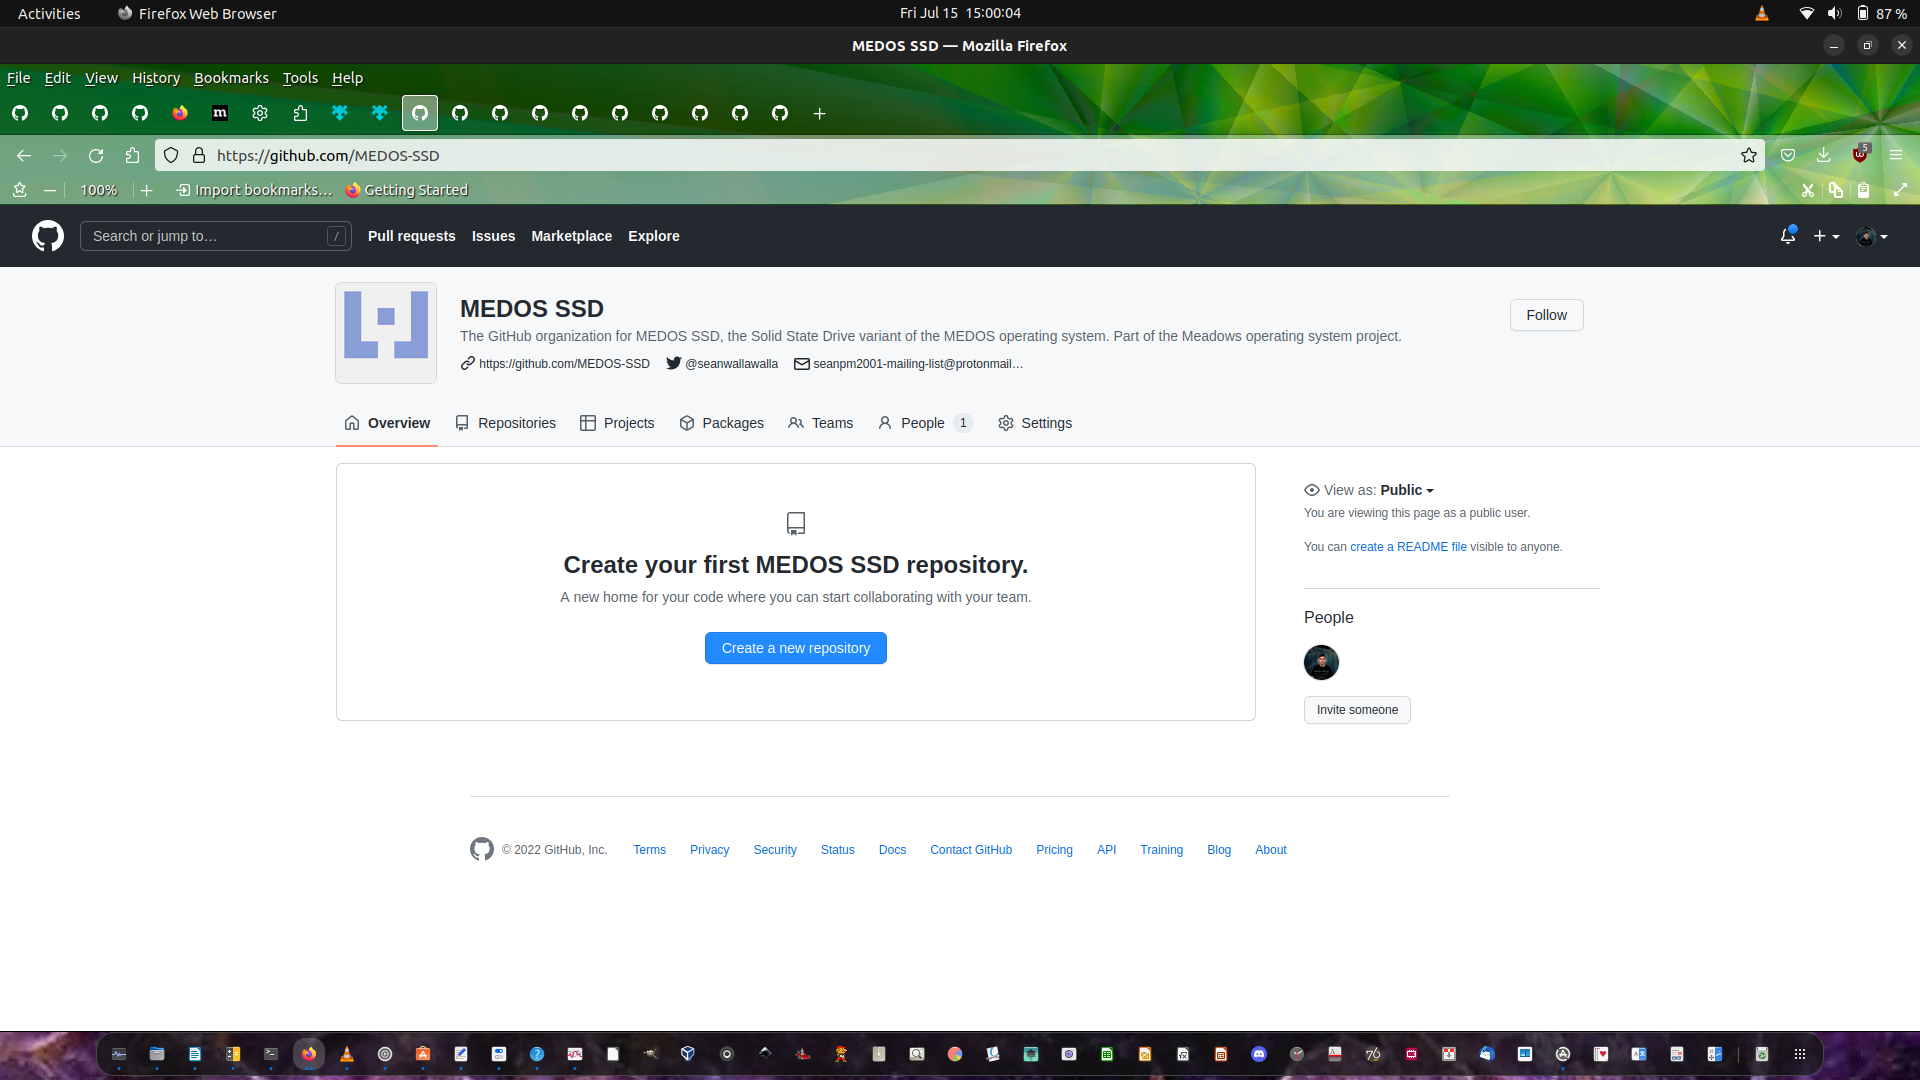 Activities Firefox Web Browser Fri Jul 15 15:00:04 87 %
MEDOS SSD — Mozilla Firefox
File Edit View History Bookmarks Tools Help
https://github.com/MEDOS-SSD 5
100% Import bookmarks… Getting Started
Search or jump to… / Pull requests Issues Marketplace Explore
MEDOS SSD
Follow
The GitHub organization for MEDOS SSD, the Solid State Drive variant of the MEDOS operating system. Part of the Meadows operating system project.
https://github.com/MEDOS-SSD @seanwallawalla seanpm2001-mailing-list@protonmail…
Overview Repositories Projects Packages Teams People 1 Settings
View as: Public
You are viewing this page as a public user.
You can create a README file visible to anyone.
Create your first MEDOS SSD repository.
A new home for your code where you can start collaborating with your team.
Create a new repository
People
Invite someone
© 2022 GitHub, Inc. Terms Privacy Security Status Docs Contact GitHub Pricing API Training Blog About